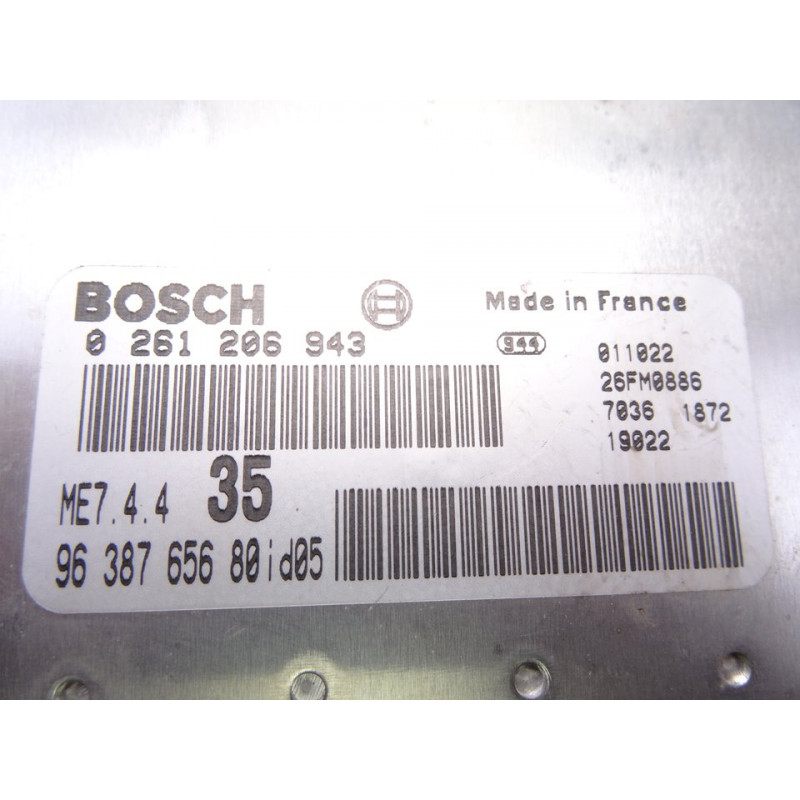 BOSCH
Made in France
0 261 206 943
944
011022
26FM0886
7036 1872
19022
ME7.4.4 35
96 387 656 80id05